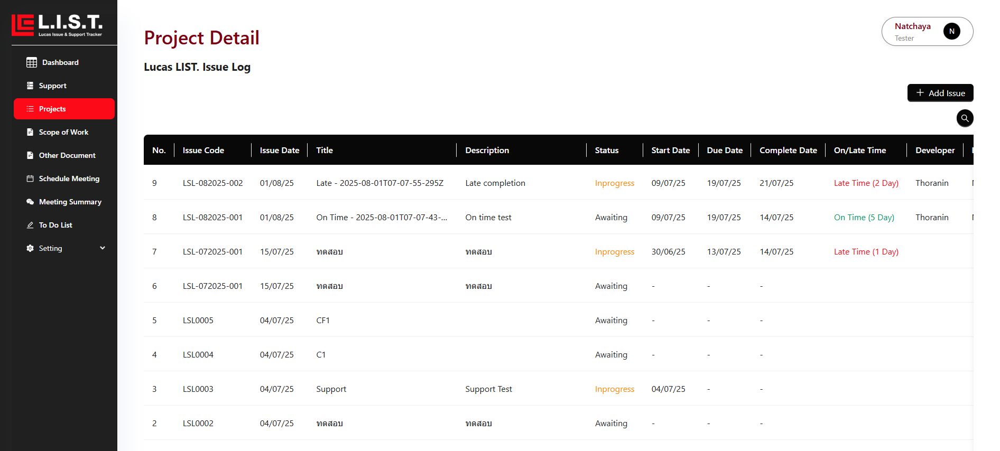 L.I.S.T.
Lucas Issue & Support Tracker
Dashboard
Support
Projects
Scope of Work
Other Document
Schedule Meeting
Meeting Summary
To Do List
Setting
Project Detail
Natchaya
Tester
N
Lucas LIST. Issue Log
Add Issue
No. Issue Code Issue Date Title Description Status Start Date Due Date Complete Date On/Late Time Developer
9 LSL-082025-002 01/08/25 Late - 2025-08-01T07-07-55-295Z Late completion Inprogress 09/07/25 19/07/25 21/07/25 Late Time (2 Day) Thoranin
8 LSL-082025-001 01/08/25 On Time - 2025-08-01T07-07-43-... On time test Awaiting 09/07/25 19/07/25 14/07/25 On Time (5 Day) Thoranin
7 LSL-072025-001 15/07/25 ทดสอบ ทดสอบ Inprogress 30/06/25 13/07/25 14/07/25 Late Time (1 Day)
6 LSL-072025-001 15/07/25 ทดสอบ ทดสอบ Awaiting - - -
5 LSL0005 04/07/25 CF1 Awaiting - - -
4 LSL0004 04/07/25 C1 Awaiting - - -
3 LSL0003 04/07/25 Support Support Test Inprogress 04/07/25 - -
2 LSL0002 04/07/25 ทดสอบ ทดสอบ Awaiting - - -